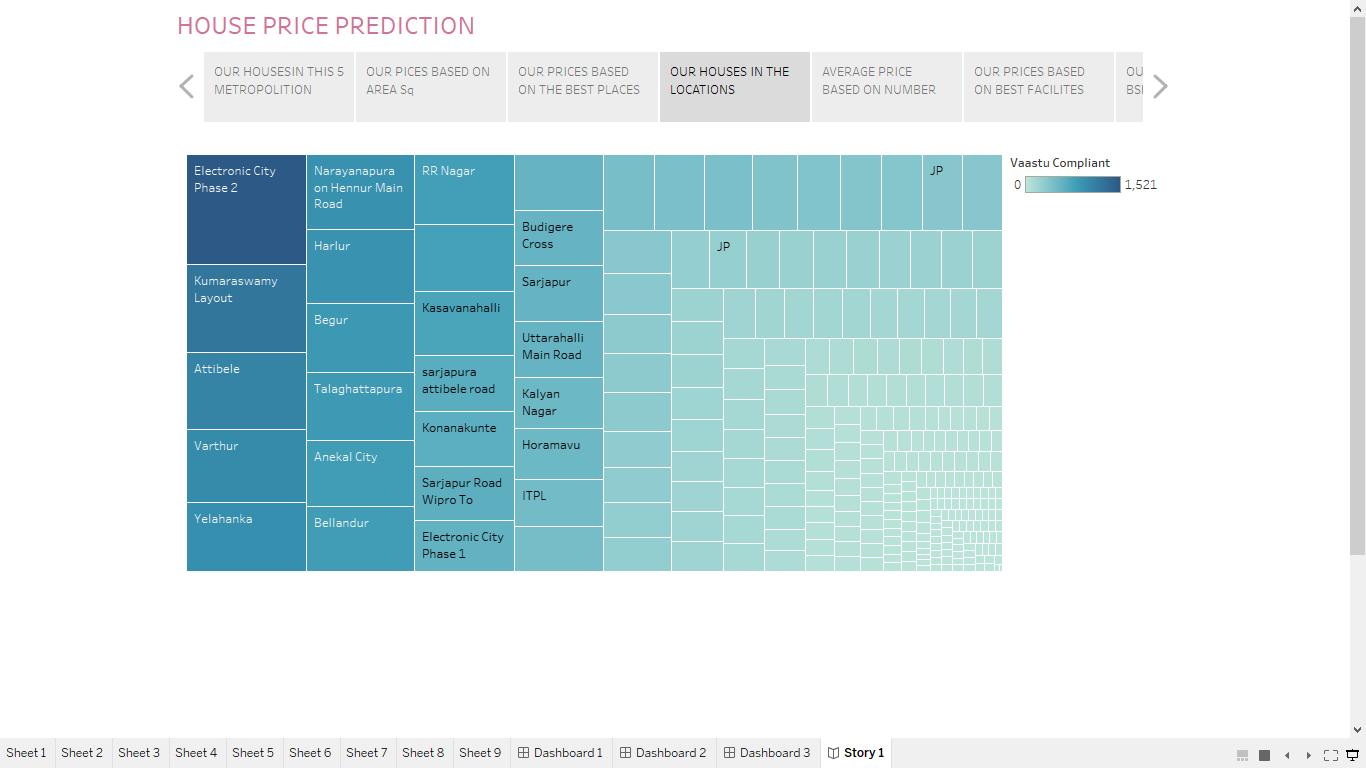 HOUSE PRICE PREDICTION
OUR HOUSESIN THIS 5
METROPOLITION
OUR PICES BASED ON
AREA Sq
OUR PRICES BASED
ON THE BEST PLACES
OUR HOUSES IN THE
LOCATIONS
AVERAGE PRICE
BASED ON NUMBER
OUR PRICES BASED
ON BEST FACILITES
OU
BS
Electronic City
Phase 2
Kumaraswamy
Layout
Attibele
Varthur
Yelahanka
Narayanapura
on Hennur Main
Road
Harlur
Begur
Talaghattapura
Anekal City
Bellandur
RR Nagar
Kasavanahalli
sarjapura
attibele road
Konanakunte
Sarjapur Road
Wipro To
Electronic City
Phase 1
Budigere
Cross
Sarjapur
Uttarahalli
Main Road
Kalyan
Nagar
Horamavu
ITPL
JP
JP
Vaastu Compliant
0 1,521
Sheet 1 Sheet 2 Sheet 3 Sheet 4 Sheet 5 Sheet 6 Sheet 7 Sheet 8 Sheet 9 Dashboard 1 Dashboard 2 Dashboard 3 Story 1